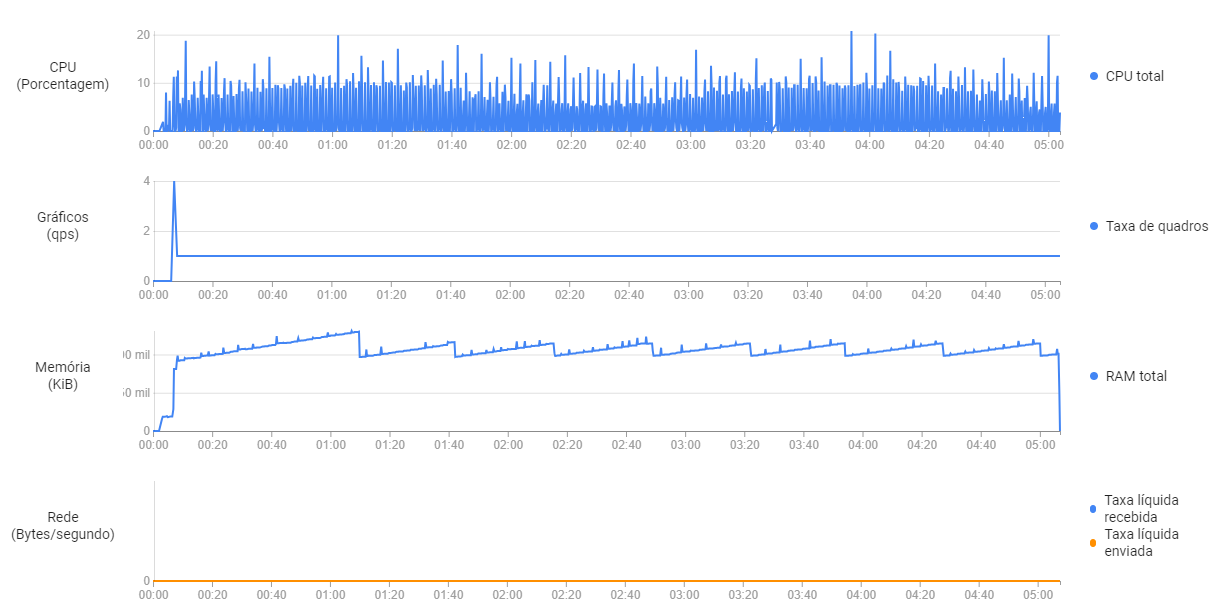 20
CPU
(Porcentagem)
10
0
CPU total
00:00 00:20 00:40 01:00 01:20 01:40 02:00 02:20 02:40 03:00 03:20 03:40 04:00 04:20 04:40 05:00
4
Gráficos
(qps)
2
0
Taxa de quadros
00:00 00:20 00:40 01:00 01:20 01:40 02:00 02:20 02:40 03:00 03:20 03:40 04:00 04:20 04:40 05:00
0 mil
Memória
(KiB)
0 mil
0
RAM total
00:00 00:20 00:40 01:00 01:20 01:40 02:00 02:20 02:40 03:00 03:20 03:40 04:00 04:20 04:40 05:00
Rede
(Bytes/segundo)
0
Taxa líquida
recebida
Taxa líquida
enviada
00:00 00:20 00:40 01:00 01:20 01:40 02:00 02:20 02:40 03:00 03:20 03:40 04:00 04:20 04:40 05:00